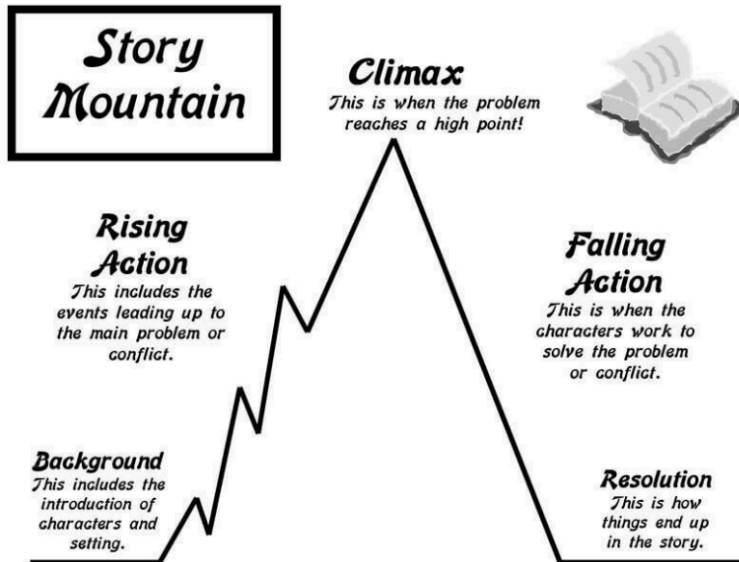 Story
Mountain
Climax
This is when the problem
reaches a high point!
Rising
Action
This includes the
events leading up to
the main problem or
conflict.
Falling
Action
This is when the
characters work to
solve the problem
or conflict.
Background
This includes the
introduction of
characters and
setting.
Resolution
This is how
things end up
in the story.